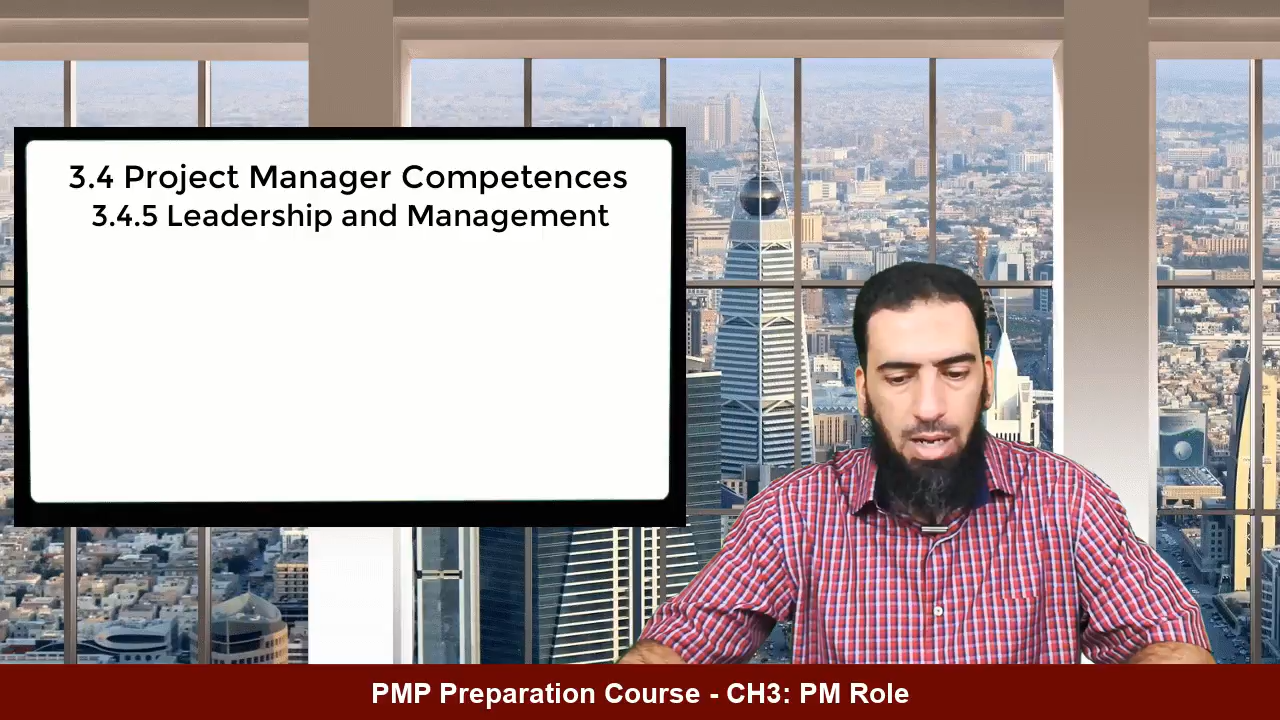 3.4 Project Manager Competences
3.4.5 Leadership and Management
PMP Preparation Course - CH3: PM Role